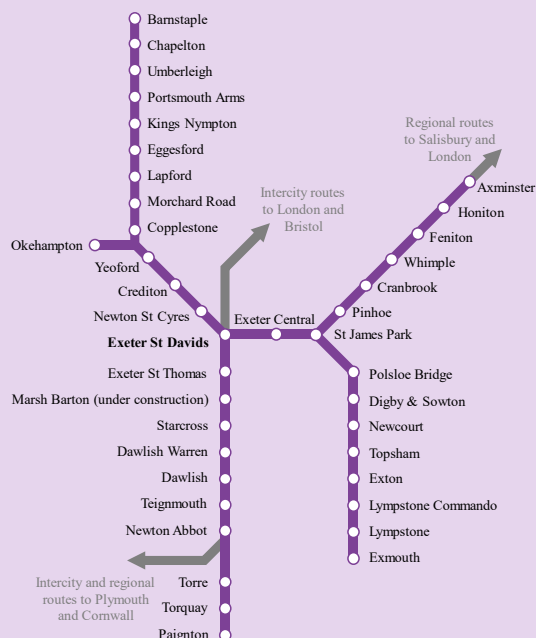 Barnstaple
Chapelton
Umberleigh
Portsmouth Arms
Kings Nympton
Eggesford
Lapford
Morchard Road
Copplestone
Okehampton
Yeoford
Crediton
Newton St Cyres
Exeter St Davids
Intercity routes
to London and
Bristol
Regional routes
to Salisbury and
London
Axminster
Honiton
Feniton
Whimple
Cranbrook
Pinhoe
Exeter Central
St James Park
Exeter St Thomas
Marsh Barton (under construction)
Starcross
Dawlish Warren
Dawlish
Teignmouth
Newton Abbot
Intercity and regional
routes to Plymouth
and Cornwall
Torre
Torquay
Paignton
Polsloe Bridge
Digby & Sowton
Newcourt
Topsham
Exton
Lympstone Commando
Lympstone
Exmouth